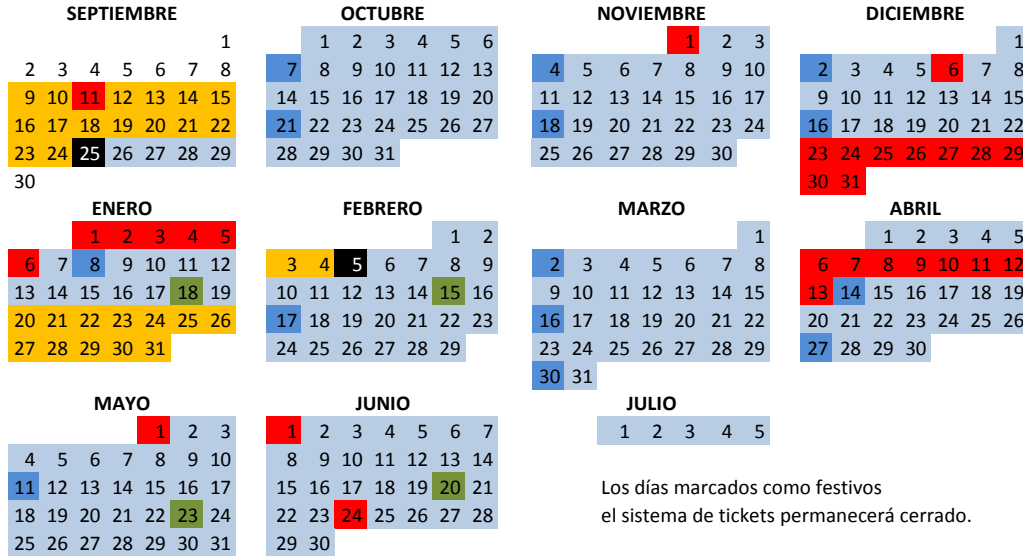 SEPTIEMBRE OCTUBRE NOVIEMBRE DICIEMBRE
1 1 2 3 4 5 6 1 2 3 1
2 3 4 5 6 7 8 7 8 9 10 11 12 13 4 5 6 7 8 9 10 2 3 4 5 6 7 8
9 10 11 12 13 14 15 14 15 16 17 18 19 20 11 12 13 14 15 16 17 9 10 11 12 13 14 15
16 17 18 19 20 21 22 21 22 23 24 25 26 27 18 19 20 21 22 23 24 16 17 18 19 20 21 22
23 24 25 26 27 28 29 28 29 30 31 25 26 27 28 29 30 23 24 25 26 27 28 29
30 30 31
ENERO FEBRERO MARZO ABRIL
1 2 3 4 5 1 2 1 1 2 3 4 5
6 7 8 9 10 11 12 3 4 5 6 7 8 9 2 3 4 5 6 7 8 6 7 8 9 10 11 12
13 14 15 16 17 18 19 10 11 12 13 14 15 16 9 10 11 12 13 14 15 13 14 15 16 17 18 19
20 21 22 23 24 25 26 17 18 19 20 21 22 23 16 17 18 19 20 21 22 20 21 22 23 24 25 26
27 28 29 30 31 24 25 26 27 28 29 23 24 25 26 27 28 29 27 28 29 30
30 31
MAYO JUNIO JULIO
1 2 3 1 2 3 4 5 6 7 1 2 3 4 5
4 5 6 7 8 9 10 8 9 10 11 12 13 14
11 12 13 14 15 16 17 15 16 17 18 19 20 21 Los días marcados como festivos
18 19 20 21 22 23 24 22 23 24 25 26 27 28 el sistema de tickets permanecerá cerrado.
25 26 27 28 29 30 31 29 30